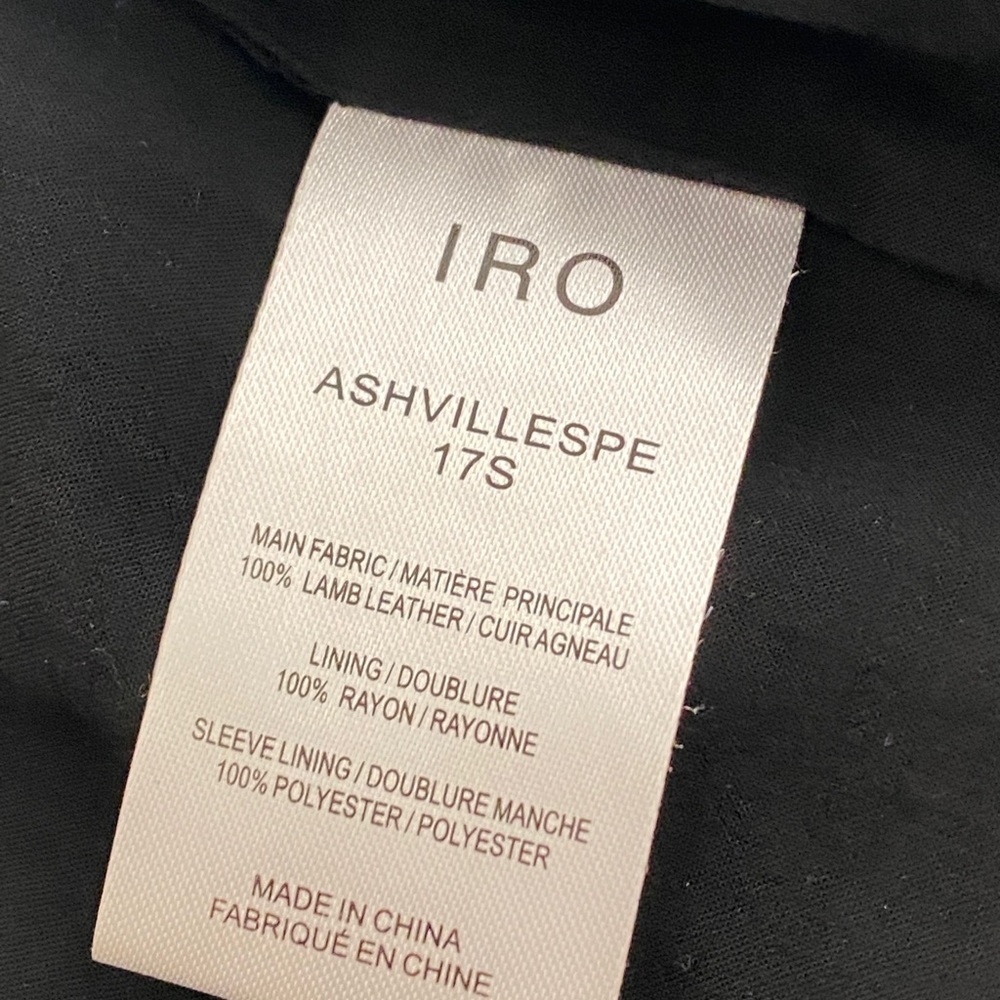 IRO
ASHVILLESPE
17S
MAIN FABRIC / MATIÈRE PRINCIPALE
100% LAMB LEATHER / CUIR AGNEAU
LINING / DOUBLURE
100% RAYON / RAYONNE
SLEEVE LINING / DOUBLURE MANCHE
100% POLYESTER / POLYESTER
MADE IN CHINA
FABRIQUÉ EN CHINE